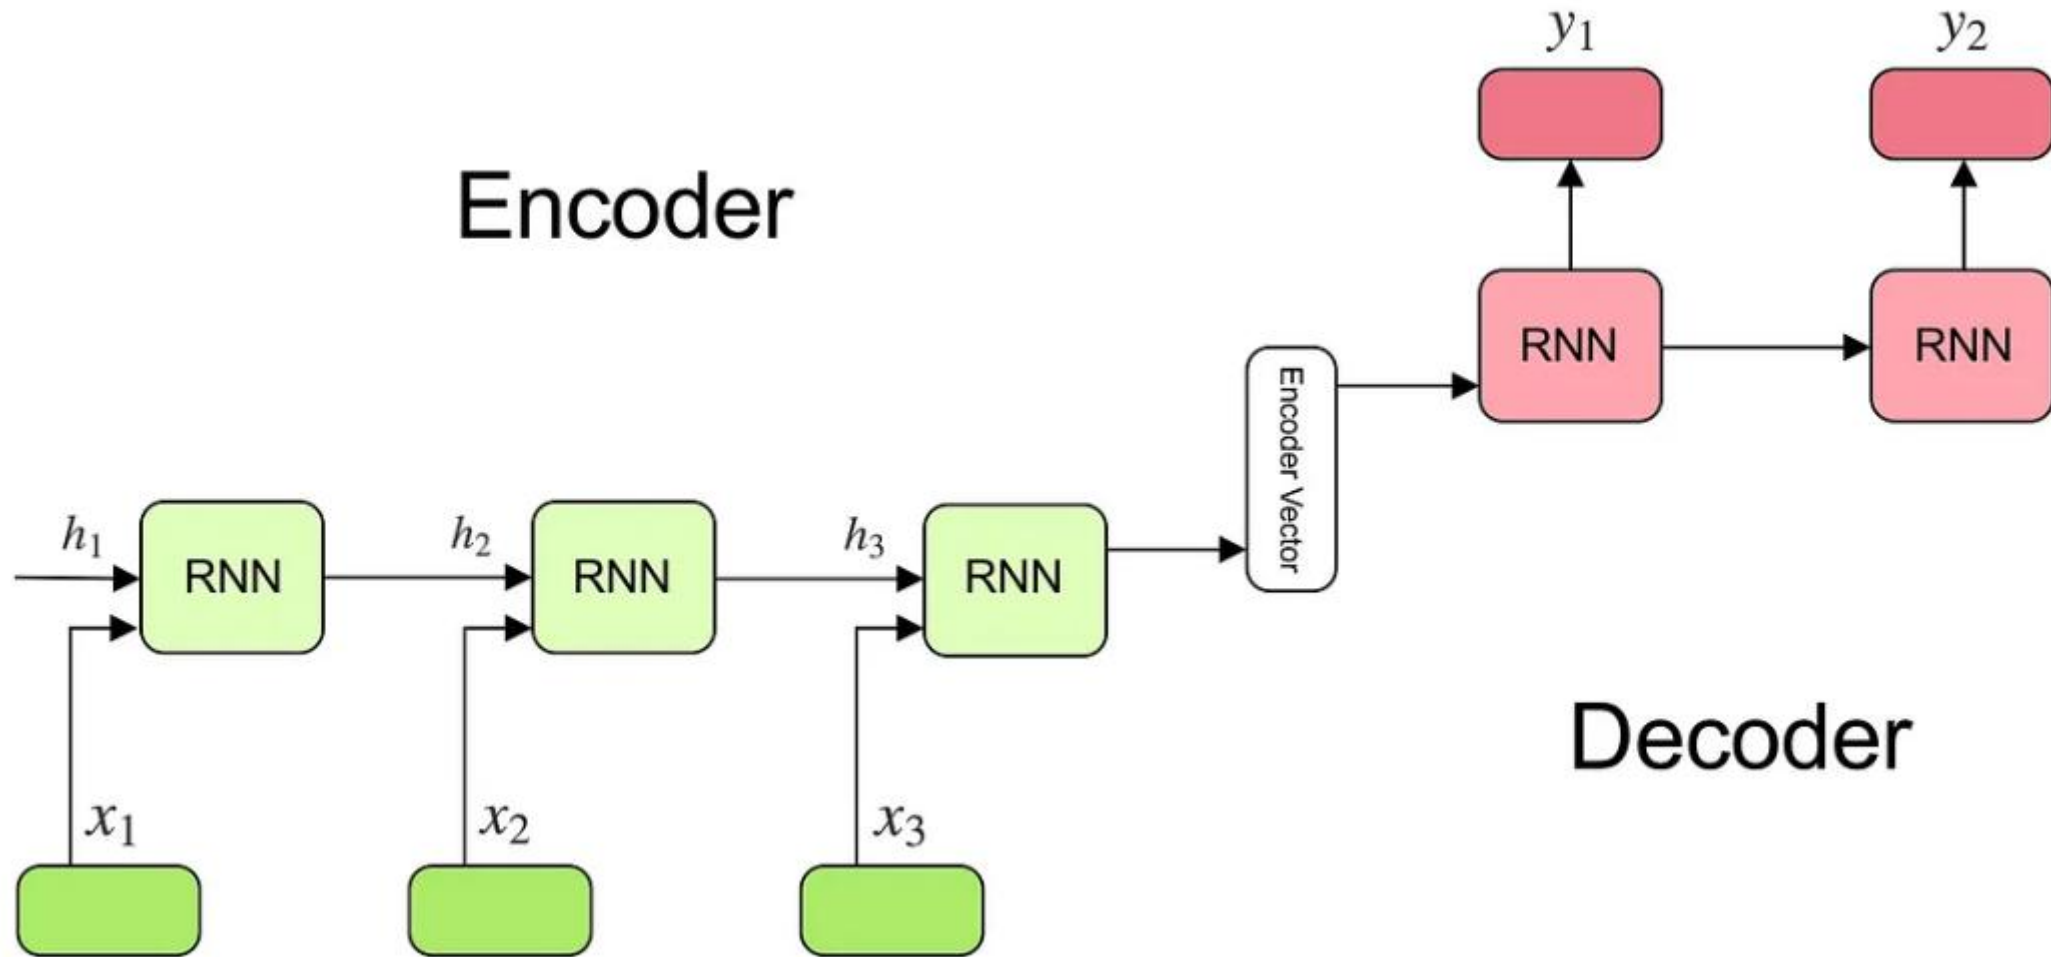 y₁ y₂
Encoder
RNN RNN
Encoder Vector
h₁ h₂ h₃
RNN RNN RNN
Decoder
x₁ x₂ x₃